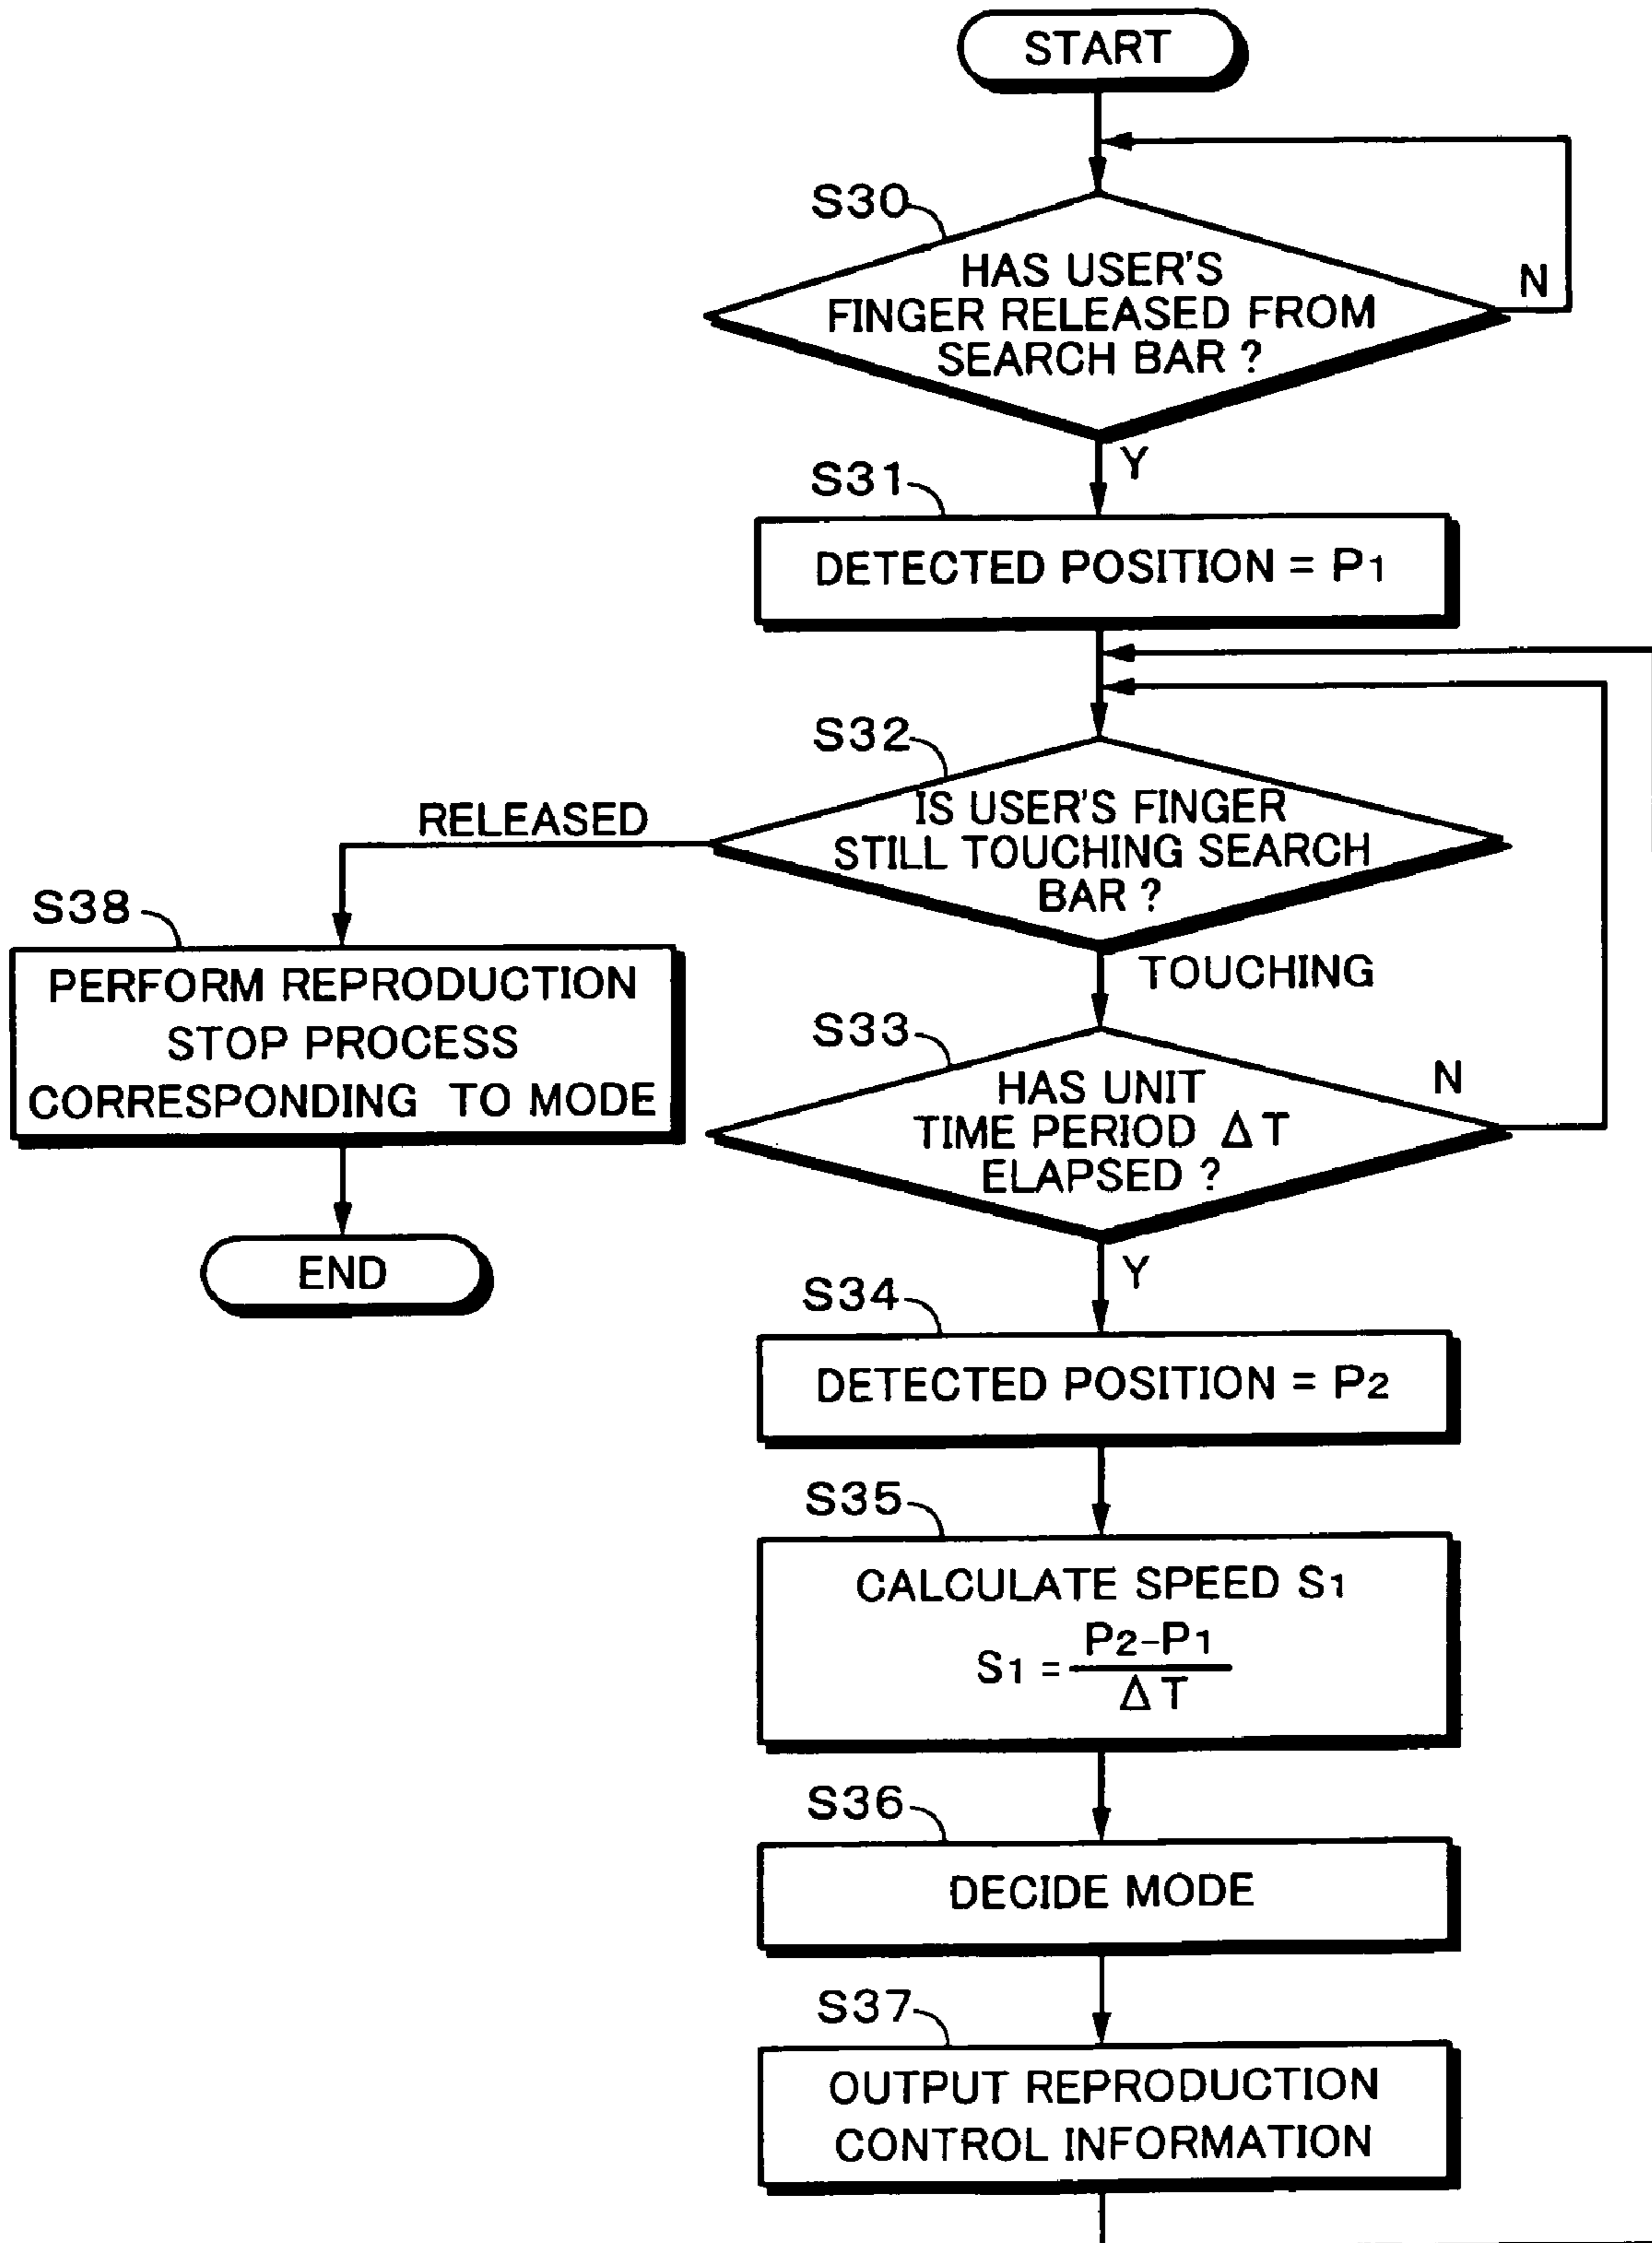 START
S30
HAS USER'S
FINGER RELEASED FROM
SEARCH BAR ?
N
Y
S31
DETECTED POSITION = P1
S32
IS USER'S FINGER
STILL TOUCHING SEARCH
BAR ?
RELEASED
TOUCHING
S38
PERFORM REPRODUCTION
STOP PROCESS
CORRESPONDING TO MODE
END
S33
HAS UNIT
TIME PERIOD Δ T
ELAPSED ?
N
Y
S34
DETECTED POSITION = P2
S35
CALCULATE SPEED S1
S1 = P2-P1
Δ T
S36
DECIDE MODE
S37
OUTPUT REPRODUCTION
CONTROL INFORMATION